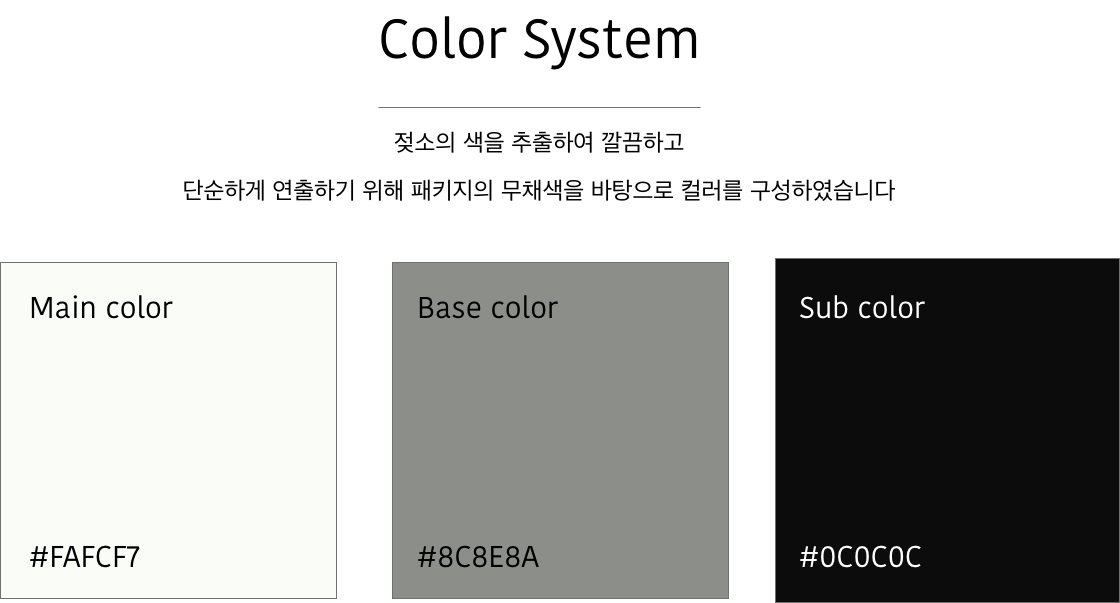 Color System
젖소의 색을 추출하여 깔끔하고
단순하게 연출하기 위해 패키지의 무채색을 바탕으로 컬러를 구성하였습니다
Main color
#FAFCF7
Base color
#8C8E8A
Sub color
#0C0C0C